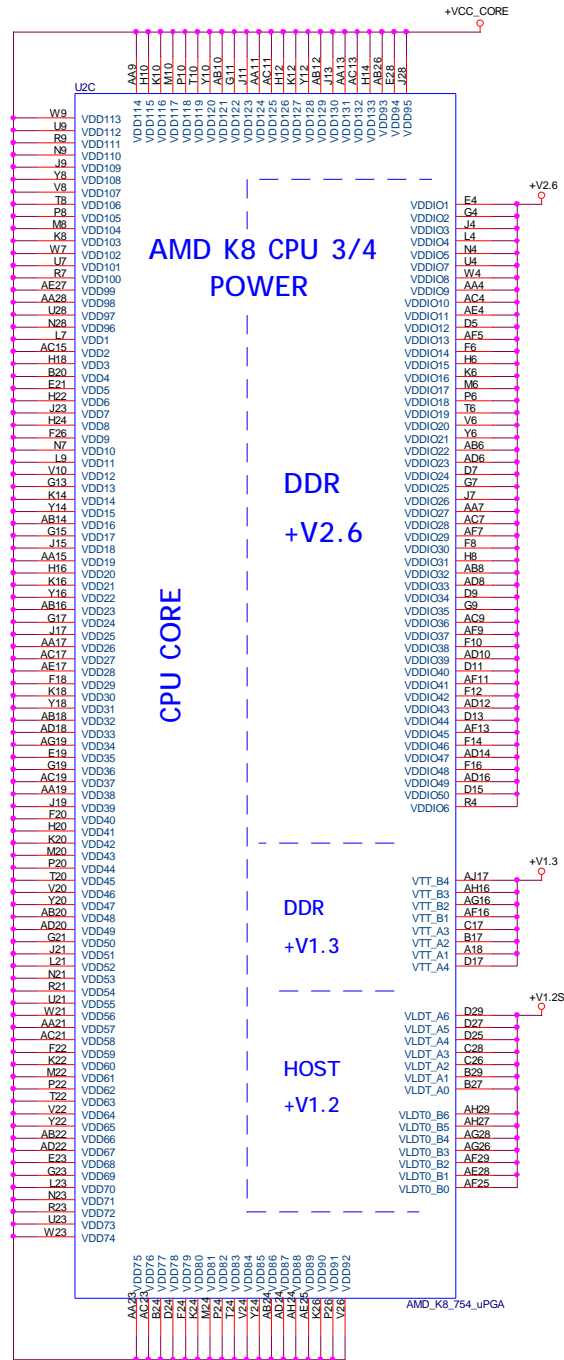 +VCC_CORE
AA9 H10 K10 M10 P10 T10 Y10 AB10 G11 J11 AA11 AC11 H12 K12 Y12 AB12 J13 AA13 AC13 H14 AB26 E28 J28
U2C
VDD114 VDD115 VDD116 VDD117 VDD118 VDD119 VDD120 VDD121 VDD122 VDD123 VDD124 VDD125 VDD126 VDD127 VDD128 VDD129 VDD130 VDD131 VDD132 VDD133 VDD93 VDD94 VDD95
W9 VDD113
U9 VDD112
R9 VDD111
N9 VDD110
J9 VDD109
Y8 VDD108
V8 VDD107
T8 VDD106
P8 VDD105
M8 VDD104
K8 VDD103
W7 VDD102
U7 VDD101
R7 VDD100
AE27 VDD99
AA28 VDD98
U28 VDD97
N28 VDD96
L7 VDD1
AC15 VDD2
H18 VDD3
B20 VDD4
E21 VDD5
H22 VDD6
J23 VDD7
H24 VDD8
F26 VDD9
N7 VDD10
L9 VDD11
V10 VDD12
G13 VDD13
K14 VDD14
Y14 VDD15
AB14 VDD16
G15 VDD17
J15 VDD18
AA15 VDD19
H16 VDD20
K16 VDD21
Y16 VDD22
AB16 VDD23
G17 VDD24
J17 VDD25
AA17 VDD26
AC17 VDD27
AE17 VDD28
F18 VDD29
K18 VDD30
Y18 VDD31
AB18 VDD32
AD18 VDD33
AG19 VDD34
E19 VDD35
G19 VDD36
AC19 VDD37
AA19 VDD38
J19 VDD39
F20 VDD40
H20 VDD41
K20 VDD42
M20 VDD43
P20 VDD44
T20 VDD45
V20 VDD46
Y20 VDD47
AB20 VDD48
AD20 VDD49
G21 VDD50
J21 VDD51
L21 VDD52
N21 VDD53
R21 VDD54
U21 VDD55
W21 VDD56
AA21 VDD57
AC21 VDD58
F22 VDD59
K22 VDD60
M22 VDD61
P22 VDD62
T22 VDD63
V22 VDD64
Y22 VDD65
AB22 VDD66
AD22 VDD67
E23 VDD68
G23 VDD69
L23 VDD70
N23 VDD71
R23 VDD72
U23 VDD73
W23 VDD74
AMD K8 CPU 3/4
POWER
CPU CORE
DDR
+V2.6
DDR
+V1.3
HOST
+V1.2
+V2.6
VDDIO1 E4
VDDIO2 G4
VDDIO3 J4
VDDIO4 L4
VDDIO5 N4
VDDIO7 U4
VDDIO8 W4
VDDIO9 AA4
VDDIO10 AC4
VDDIO11 AE4
VDDIO12 D5
VDDIO13 AF5
VDDIO14 F6
VDDIO15 H6
VDDIO16 K6
VDDIO17 M6
VDDIO18 P6
VDDIO19 T6
VDDIO20 V6
VDDIO21 Y6
VDDIO22 AB6
VDDIO23 AD6
VDDIO24 D7
VDDIO25 G7
VDDIO26 J7
VDDIO27 AA7
VDDIO28 AC7
VDDIO29 AF7
VDDIO30 F8
VDDIO31 H8
VDDIO32 AB8
VDDIO33 AD8
VDDIO34 D9
VDDIO35 G9
VDDIO36 AC9
VDDIO37 AF9
VDDIO38 F10
VDDIO39 AD10
VDDIO40 D11
VDDIO41 AF11
VDDIO42 F12
VDDIO43 AD12
VDDIO44 D13
VDDIO45 AF13
VDDIO46 F14
VDDIO47 AD14
VDDIO48 F16
VDDIO49 AD16
VDDIO50 D15
VDDIO6 R4
+V1.3
VTT_B4 AJ17
VTT_B3 AH16
VTT_B2 AG16
VTT_B1 AF16
VTT_A3 C17
VTT_A2 B17
VTT_A1 A18
VTT_A4 D17
+V1.2S
VLDT_A6 D29
VLDT_A5 D27
VLDT_A4 D25
VLDT_A3 C28
VLDT_A2 C26
VLDT_A1 B29
VLDT_A0 B27
VLDT0_B6 AH29
VLDT0_B5 AH27
VLDT0_B4 AG28
VLDT0_B3 AG26
VLDT0_B2 AF29
VLDT0_B1 AE28
VLDT0_B0 AF25
VDD75 VDD76 VDD77 VDD78 VDD79 VDD80 VDD81 VDD82 VDD83 VDD84 VDD85 VDD86 VDD87 VDD88 VDD89 VDD90 VDD91 VDD92
AMD_K8_754_uPGA
AA23 AC23 B24 D24 F24 K24 M24 P24 T24 V24 Y24 AB24 AD24 AH24 AE25 K26 P26 V26